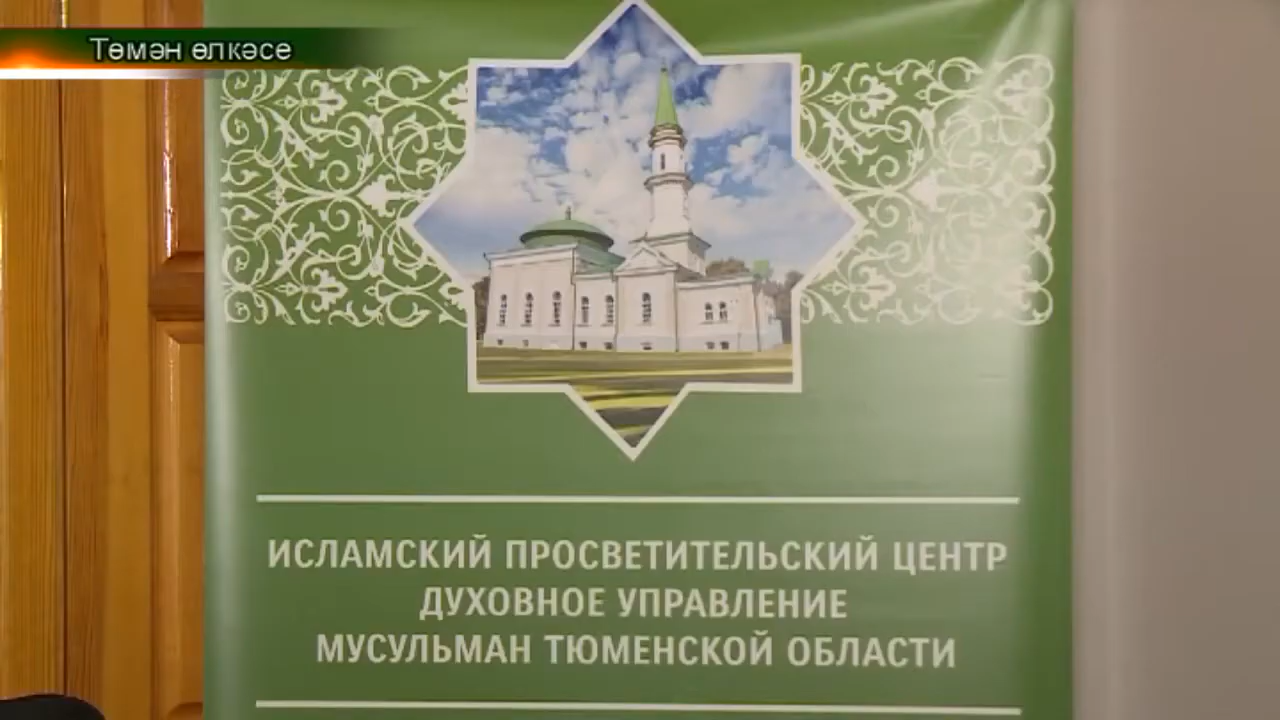 Төмән өлкәсе
ИСЛАМСКИЙ ПРОСВЕТИТЕЛЬСКИЙ ЦЕНТР
ДУХОВНОЕ УПРАВЛЕНИЕ
МУСУЛЬМАН ТЮМЕНСКОЙ ОБЛАСТИ